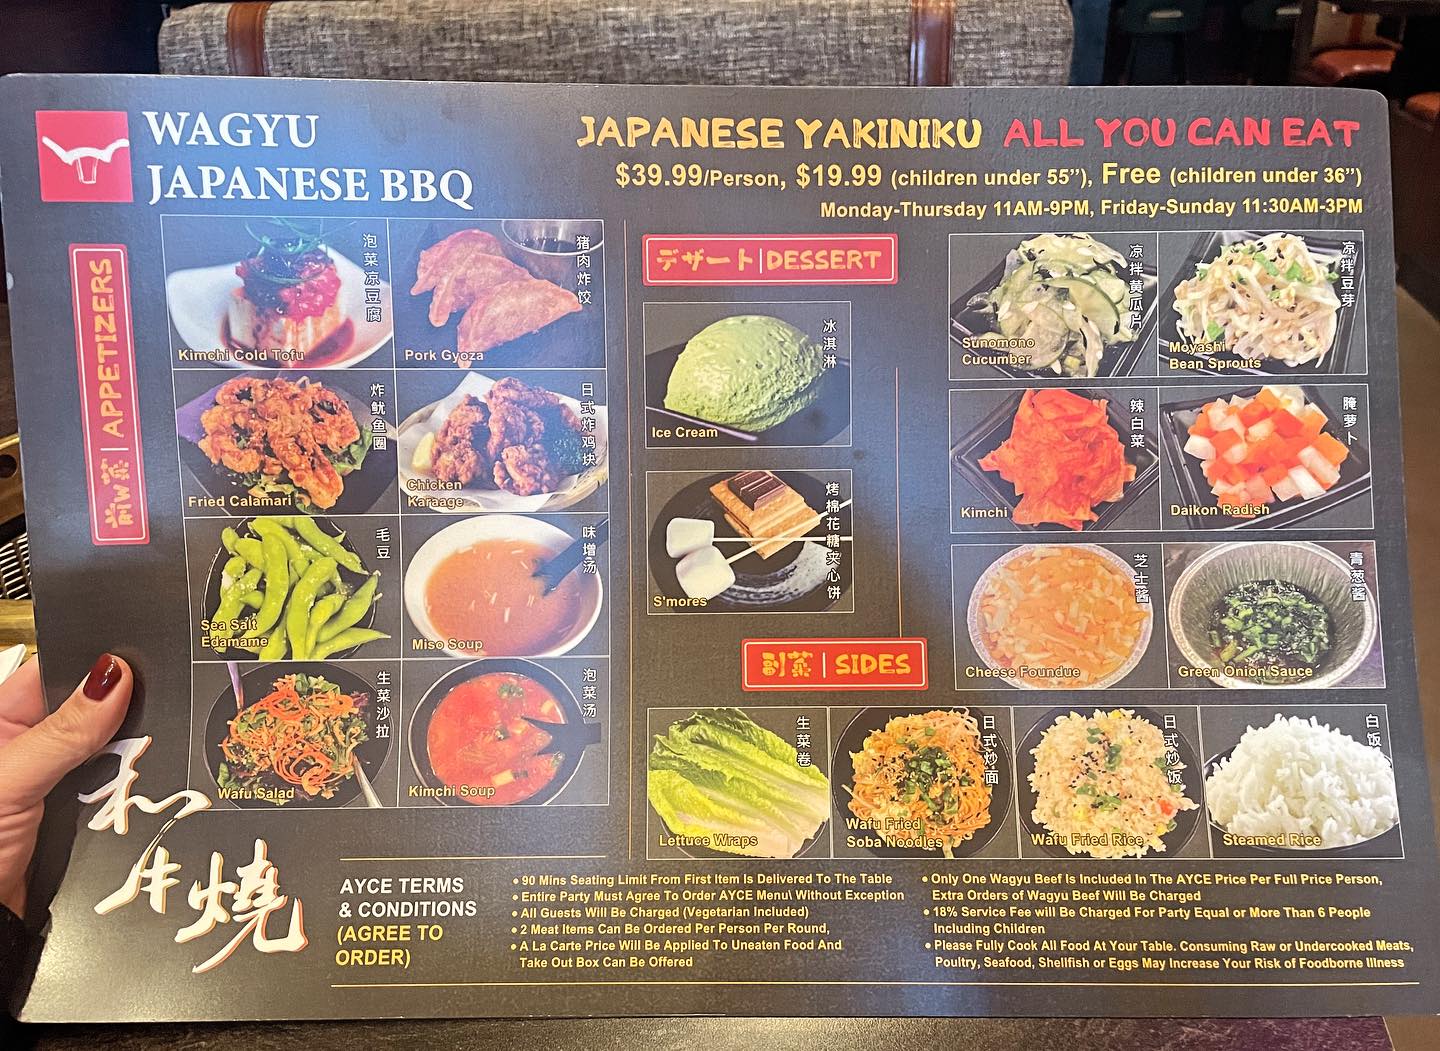 WAGYU
JAPANESE BBQ
JAPANESE YAKINIKU ALL YOU CAN EAT
$39.99/Person, $19.99 (children under 55”), Free (children under 36”)
Monday-Thursday 11AM-9PM, Friday-Sunday 11:30AM-3PM
前菜 | APPETIZERS
泡菜凉豆腐
Kimchi Cold Tofu
猪肉炸饺
Pork Gyoza
炸鱿鱼圈
Fried Calamari
日式炸鸡块
Chicken
Karaage
毛豆
Sea Salt
Edamame
味增汤
Miso Soup
生菜沙拉
Wafu Salad
泡菜汤
Kimchi Soup
デザート|DESSERT
冰淇淋
Ice Cream
烤棉花糖夹心饼
S'mores
副菜 | SIDES
凉拌黄瓜片
Sunomono
Cucumber
凉拌豆芽
Moyashi
Bean Sprouts
辣白菜
Kimchi
腌萝卜
Daikon Radish
芝士酱
Cheese Foundue
青葱酱
Green Onion Sauce
生菜卷
Lettuce Wraps
日式炒面
Wafu Fried
Soba Noodles
日式炒饭
Wafu Fried Rice
白饭
Steamed Rice
和牛燒
AYCE TERMS
& CONDITIONS
(AGREE TO
ORDER)
• 90 Mins Seating Limit From First Item Is Delivered To The Table
• Entire Party Must Agree To Order AYCE Menu\ Without Exception
• All Guests Will Be Charged (Vegetarian Included)
• 2 Meat Items Can Be Ordered Per Person Per Round,
• A La Carte Price Will Be Applied To Uneaten Food And
Take Out Box Can Be Offered
• Only One Wagyu Beef Is Included In The AYCE Price Per Full Price Person,
Extra Orders of Wagyu Beef Will Be Charged
• 18% Service Fee will Be Charged For Party Equal or More Than 6 People
Including Children
• Please Fully Cook All Food At Your Table. Consuming Raw or Undercooked Meats,
Poultry, Seafood, Shellfish or Eggs May Increase Your Risk of Foodborne Illness